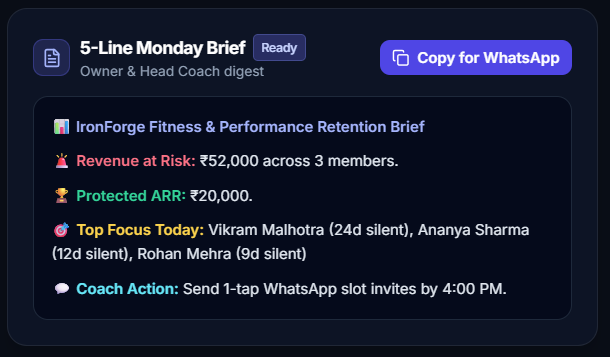 5-Line Monday Brief Ready
Owner & Head Coach digest
Copy for WhatsApp
📊 IronForge Fitness & Performance Retention Brief
🚨 Revenue at Risk: ₹52,000 across 3 members.
🏆 Protected ARR: ₹20,000.
🎯 Top Focus Today: Vikram Malhotra (24d silent), Ananya Sharma
(12d silent), Rohan Mehra (9d silent)
💬 Coach Action: Send 1-tap WhatsApp slot invites by 4:00 PM.